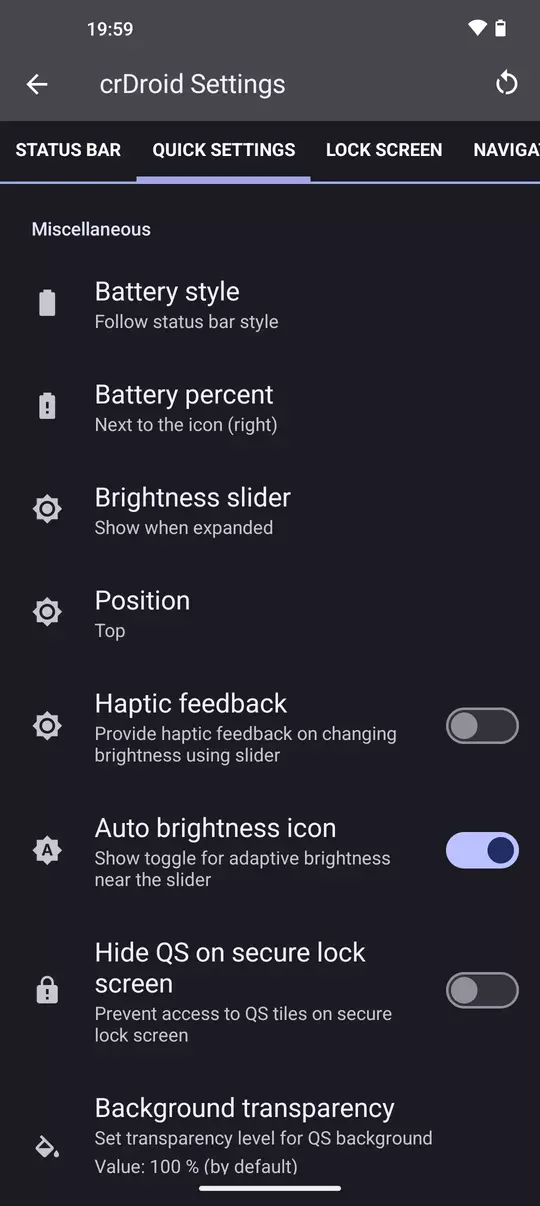 19:59
crDroid Settings
STATUS BAR QUICK SETTINGS LOCK SCREEN NAVIGA
Miscellaneous
Battery style
Follow status bar style
Battery percent
Next to the icon (right)
Brightness slider
Show when expanded
Position
Top
Haptic feedback
Provide haptic feedback on changing
brightness using slider
A
Auto brightness icon
Show toggle for adaptive brightness
near the slider
Hide QS on secure lock
screen
Prevent access to QS tiles on secure
lock screen
Background transparency
Set transparency level for QS background
Value: 100 % (by default)